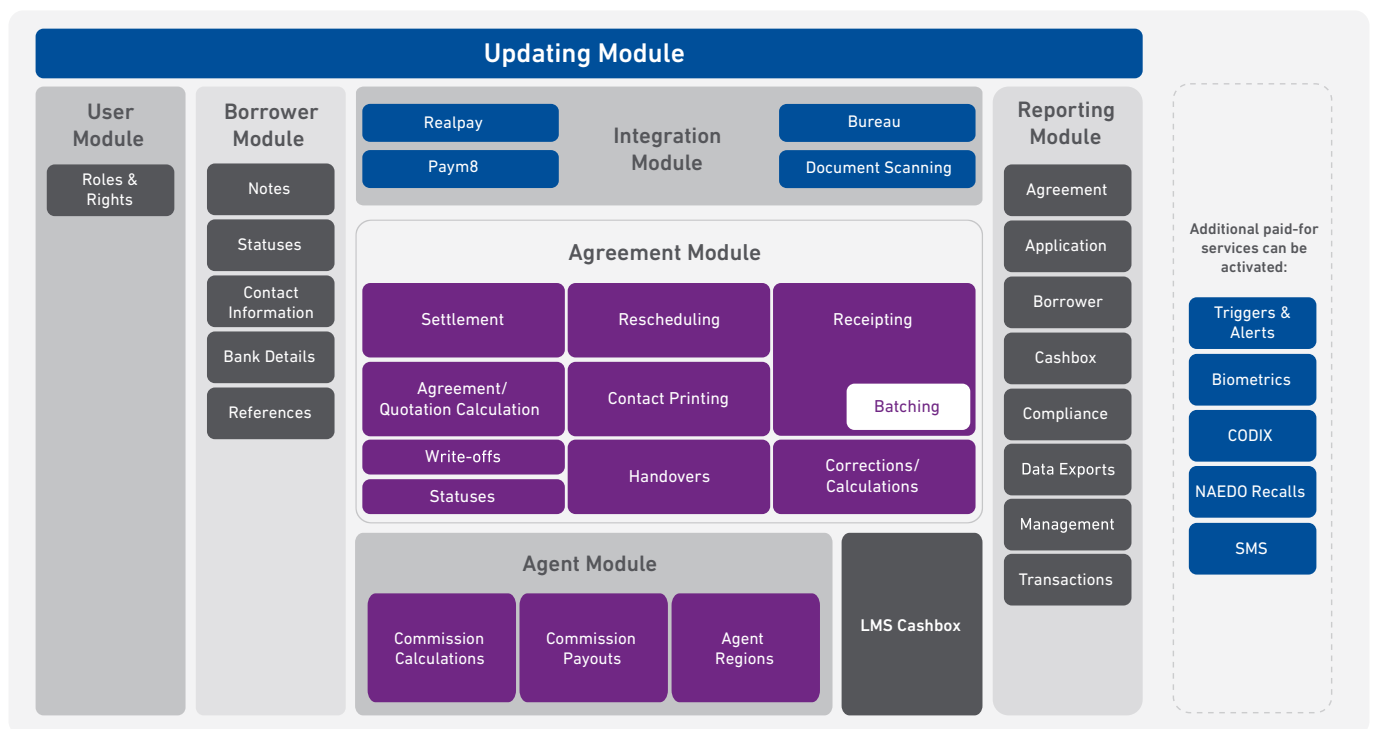 Updating Module
User
Module
Roles &
Rights
Borrower
Module
Notes
Statuses
Contact
Information
Bank Details
References
Realpay
Paym8
Integration
Module
Bureau
Document Scanning
Agreement Module
Settlement
Rescheduling
Receipting
Agreement/
Quotation Calculation
Contact Printing
Batching
Write-offs
Statuses
Handovers
Corrections/
Calculations
Agent Module
Commission
Calculations
Commission
Payouts
Agent
Regions
LMS Cashbox
Reporting
Module
Agreement
Application
Borrower
Cashbox
Compliance
Data Exports
Management
Transactions
Additional paid-for
services can be
activated:
Triggers &
Alerts
Biometrics
CODIX
NAEDO Recalls
SMS